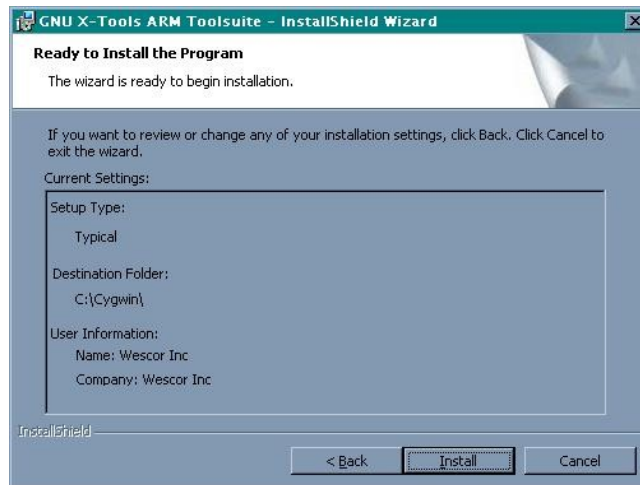 GNU X-Tools ARM Toolsuite - InstallShield Wizard
Ready to Install the Program
The wizard is ready to begin installation.
If you want to review or change any of your installation settings, click Back. Click Cancel to
exit the wizard.
Current Settings:
Setup Type:
Typical
Destination Folder:
C:\Cygwin\
User Information:
Name: Wescor Inc
Company: Wescor Inc
InstallShield
< Back
Install
Cancel